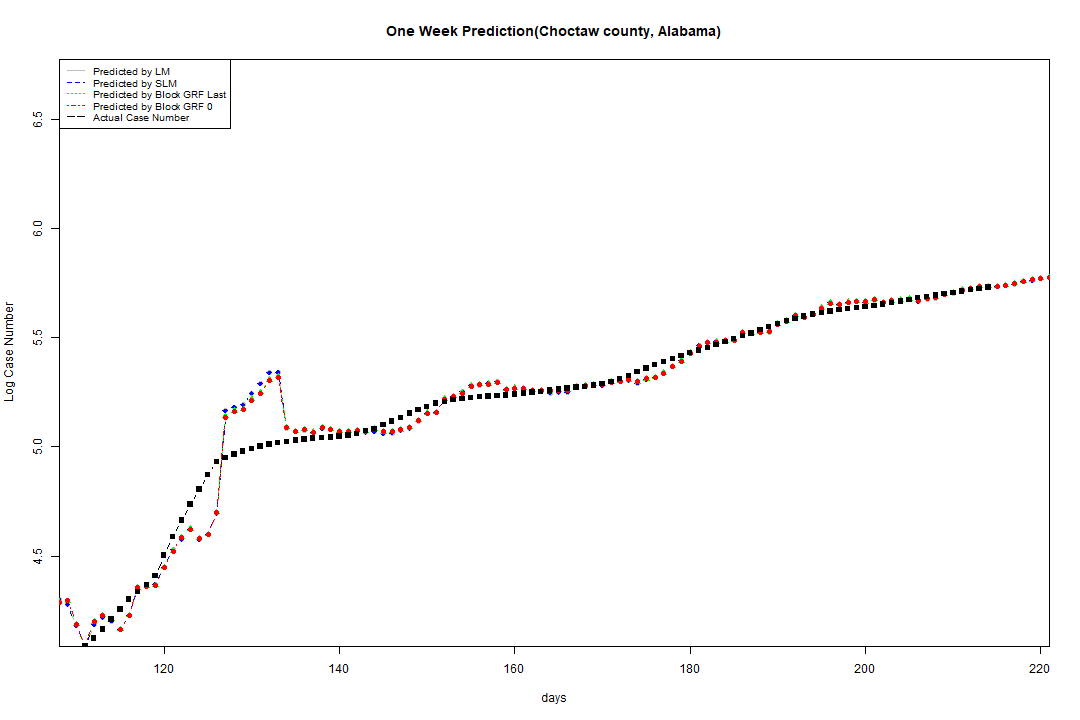 One Week Prediction(Choctaw county, Alabama)
Predicted by LM
Predicted by SLM
Predicted by Block GRF Last
Predicted by Block GRF 0
Actual Case Number
Log Case Number
6.5
6.0
5.5
5.0
4.5
120 140 160 180 200 220
days